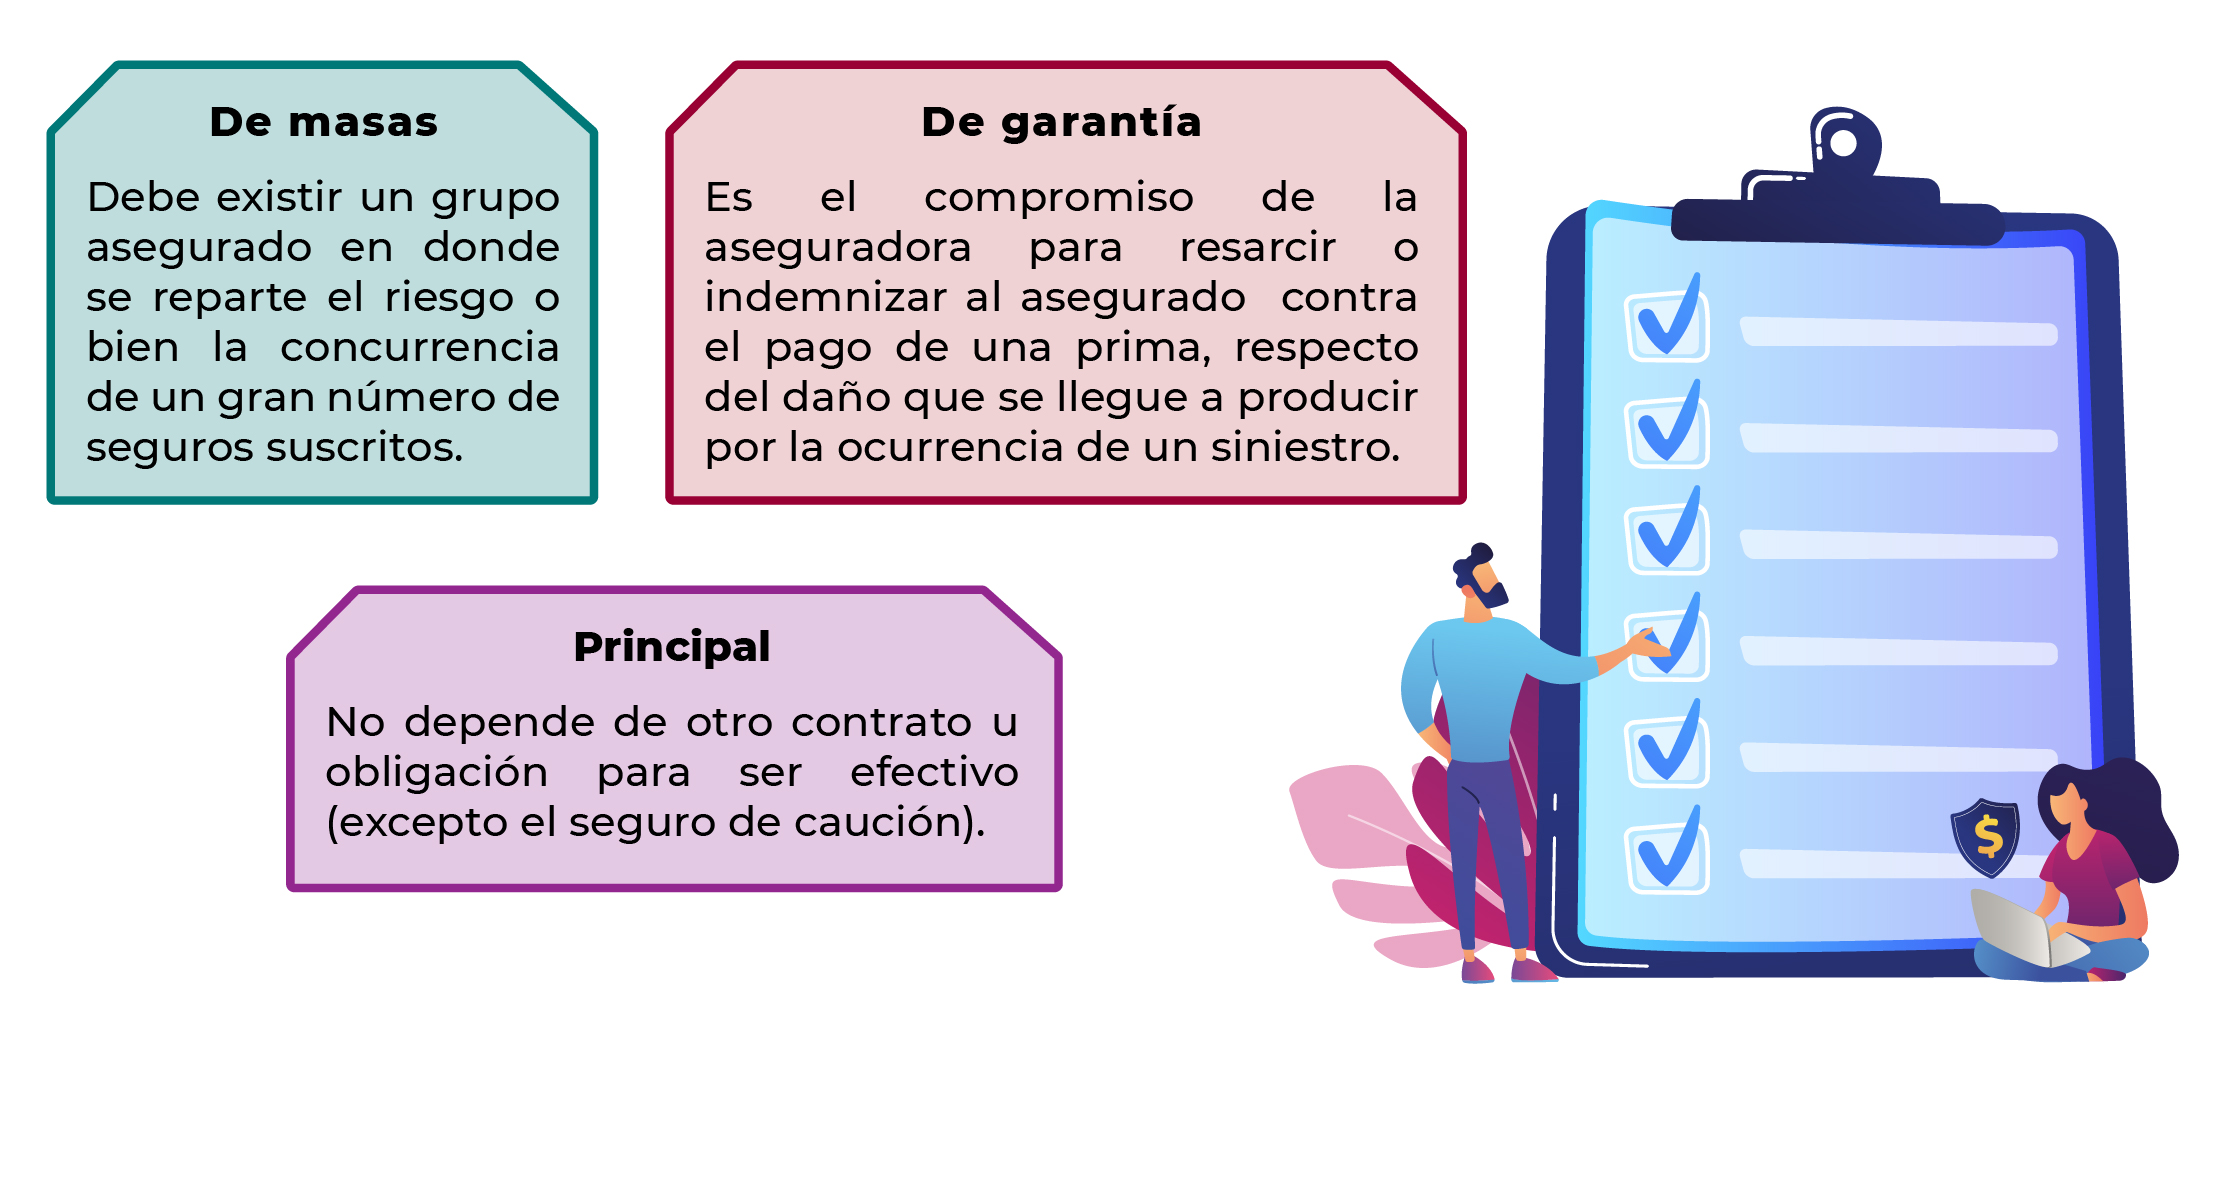 De masas
Debe existir un grupo
asegurado en donde
se reparte el riesgo o
bien la concurrencia
de un gran número de
seguros suscritos.
De garantía
Es el compromiso de la
aseguradora para resarcir o
indemnizar al asegurado contra
el pago de una prima, respecto
del daño que se llegue a producir
por la ocurrencia de un siniestro.
Principal
No depende de otro contrato u
obligación para ser efectivo
(excepto el seguro de caución).
$